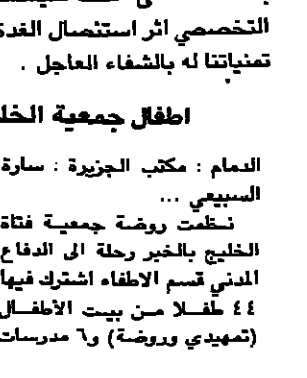 التخصصي اثر استئصال الغدة
تمنياتنا له بالشفاء العاجل .
اطفال جمعية الخل
الدمام : مكتب الجزيرة : سارة
السبيعي ...
نظمت روضة جمعية فتاة
الخليج بالخبر رحلة الى الدفاع
المدني قسم الاطفاء اشترك فيها
٤٤ طفلا من بيت الأطفال
(تمهيدي وروضة) و٦ مدرسات